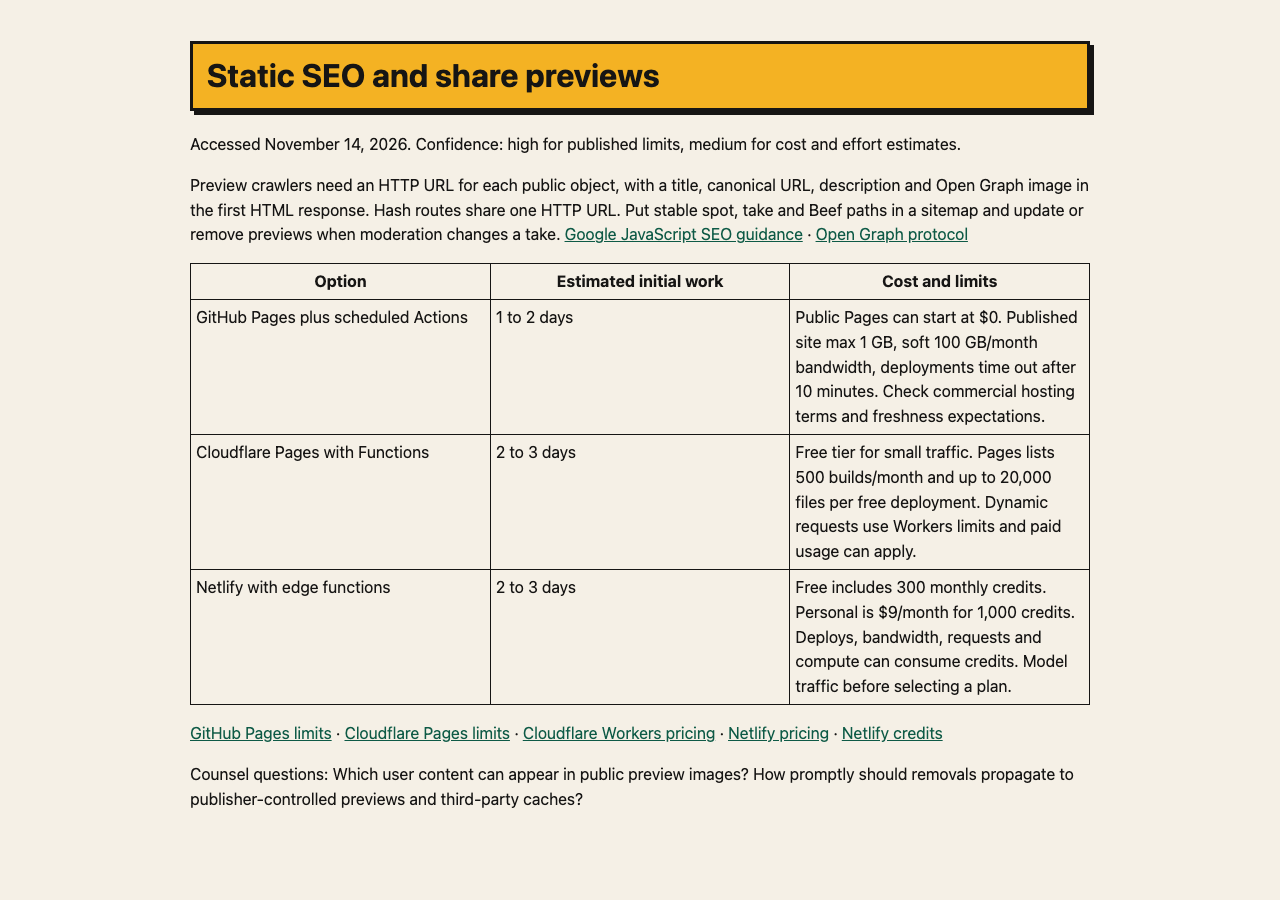 Static SEO and share previews
Accessed November 14, 2026. Confidence: high for published limits, medium for cost and effort estimates.
Preview crawlers need an HTTP URL for each public object, with a title, canonical URL, description and Open Graph image in
the first HTML response. Hash routes share one HTTP URL. Put stable spot, take and Beef paths in a sitemap and update or
remove previews when moderation changes a take. Google JavaScript SEO guidance · Open Graph protocol
Option
Estimated initial work
Cost and limits
GitHub Pages plus scheduled Actions
1 to 2 days
Public Pages can start at $0. Published
site max 1 GB, soft 100 GB/month
bandwidth, deployments time out after
10 minutes. Check commercial hosting
terms and freshness expectations.
Cloudflare Pages with Functions
2 to 3 days
Free tier for small traffic. Pages lists
500 builds/month and up to 20,000
files per free deployment. Dynamic
requests use Workers limits and paid
usage can apply.
Netlify with edge functions
2 to 3 days
Free includes 300 monthly credits.
Personal is $9/month for 1,000 credits.
Deploys, bandwidth, requests and
compute can consume credits. Model
traffic before selecting a plan.
GitHub Pages limits · Cloudflare Pages limits · Cloudflare Workers pricing · Netlify pricing · Netlify credits
Counsel questions: Which user content can appear in public preview images? How promptly should removals propagate to
publisher-controlled previews and third-party caches?